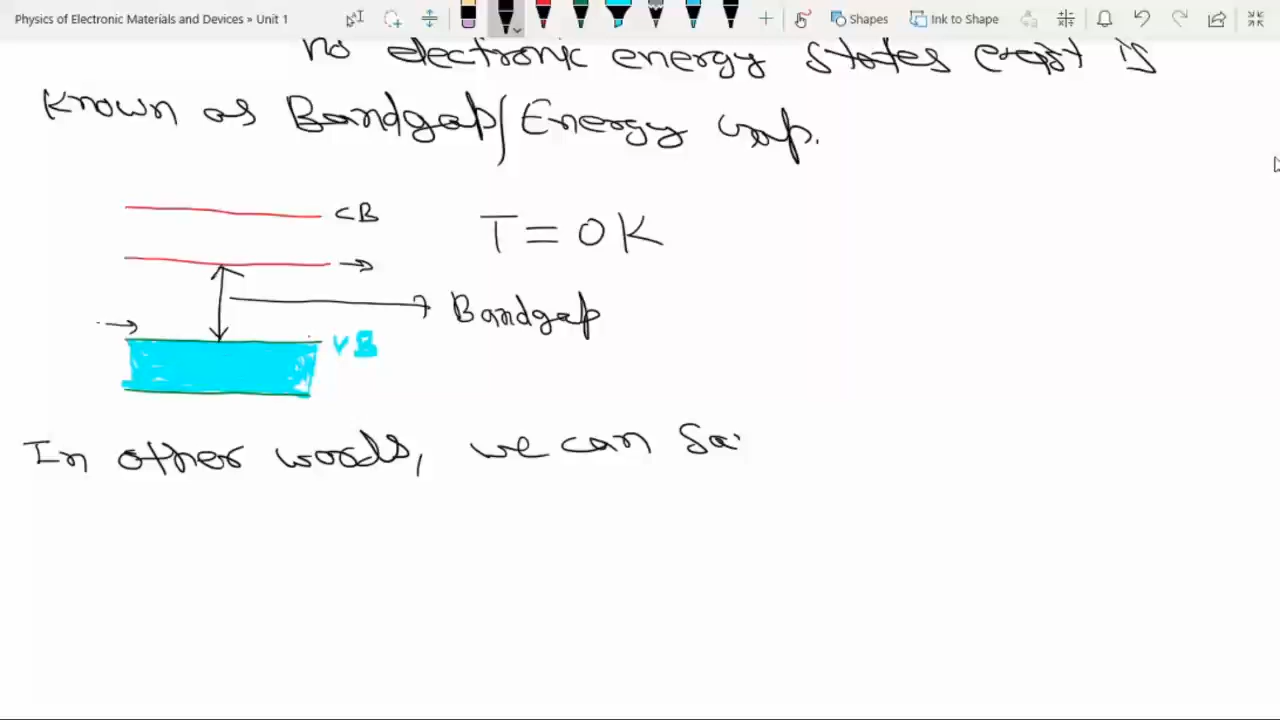 Physics of Electronic Materials and Devices » Unit 1
Shapes
Ink to Shape
no electronic energy states exist is
known as Bandgap/Energy Gap.
CB
T = 0 K
Bandgap
VB
In other words, we can Sa